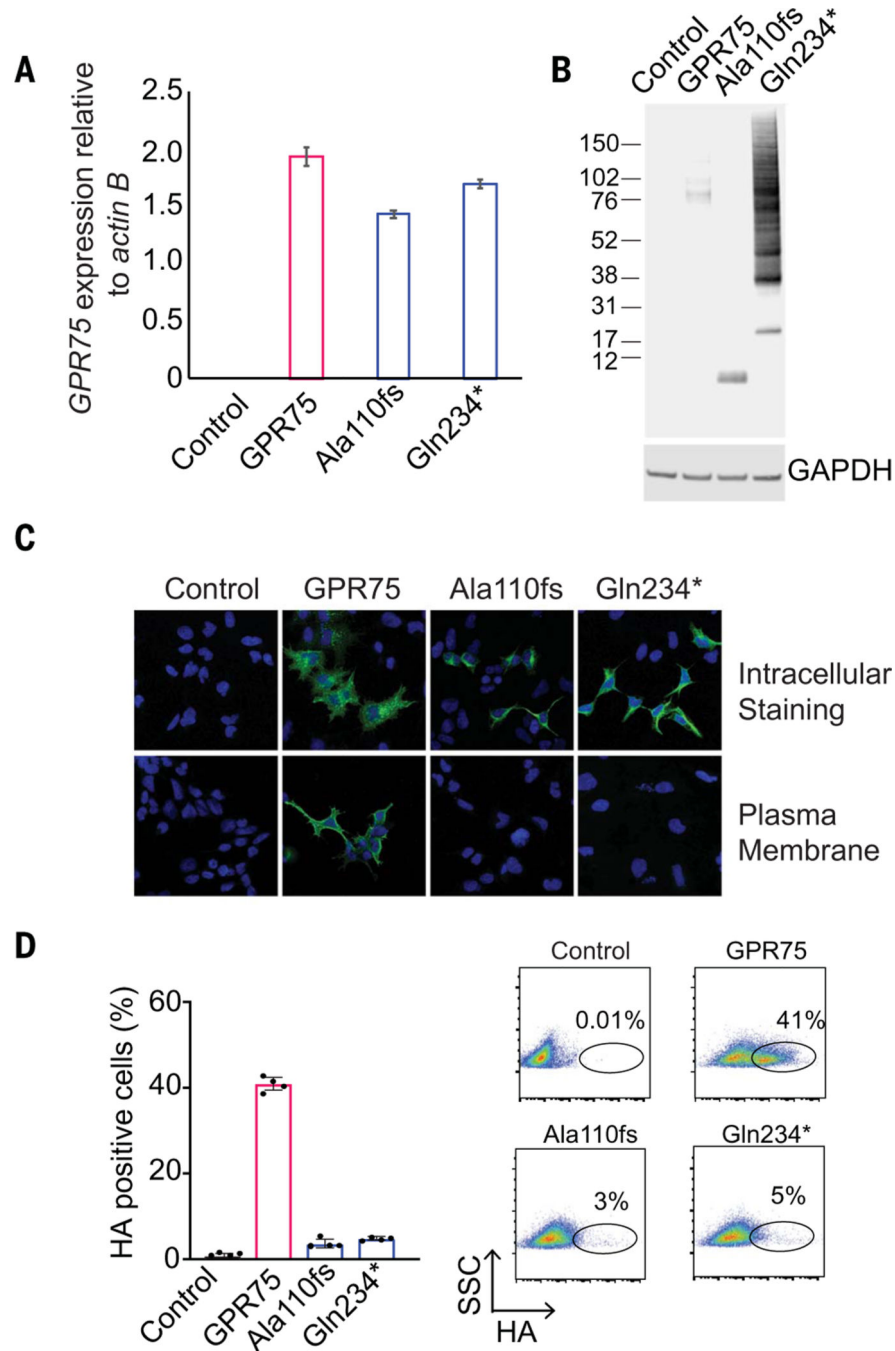 A
GPR75 expression relative
to actin B
2.5
2.0
1.5
1.0
0.5
0
Control
GPR75
Ala110fs
Gln234*
B
Control
GPR75
Ala110fs
Gln234*
150
102
76
52
38
31
17
12
GAPDH
C
Control GPR75 Ala110fs Gln234*
Intracellular
Staining
Plasma
Membrane
D
HA positive cells (%)
60
40
20
0
Control
GPR75
Ala110fs
Gln234*
Control
0.01%
GPR75
41%
Ala110fs
3%
Gln234*
5%
SSC
HA